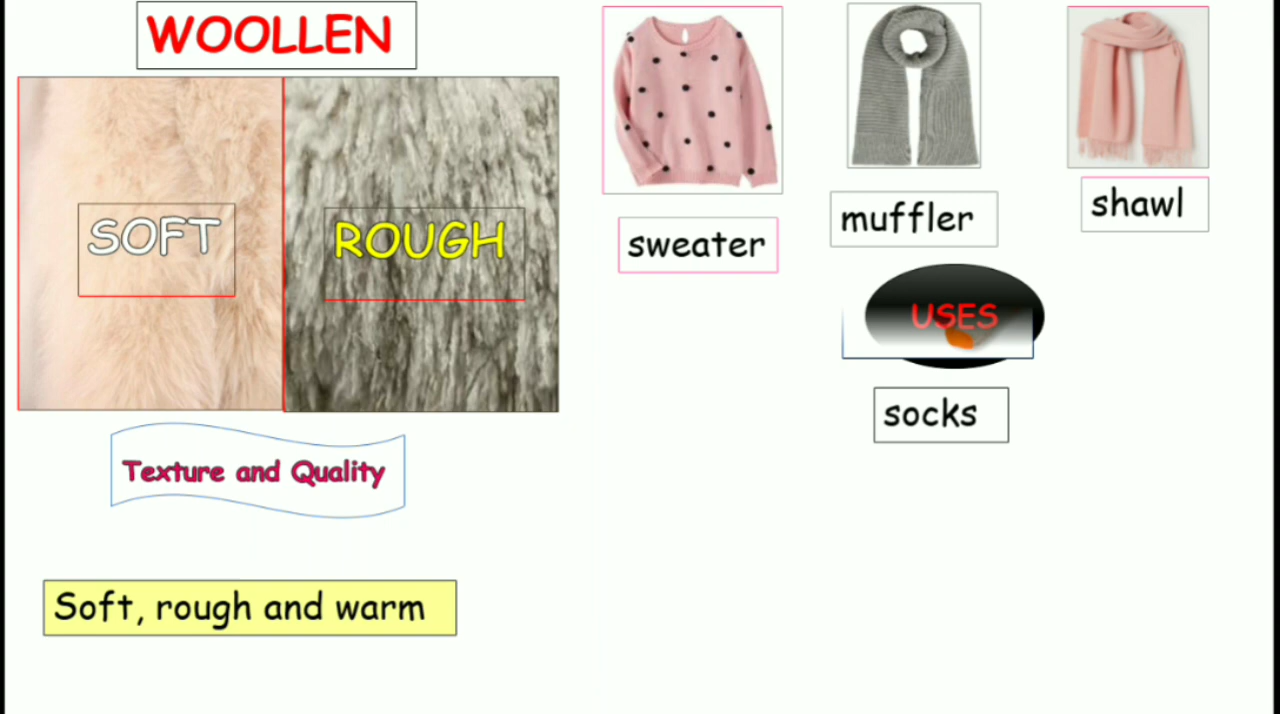 WOOLLEN
SOFT
ROUGH
Texture and Quality
Soft, rough and warm
sweater
muffler
shawl
USES
socks